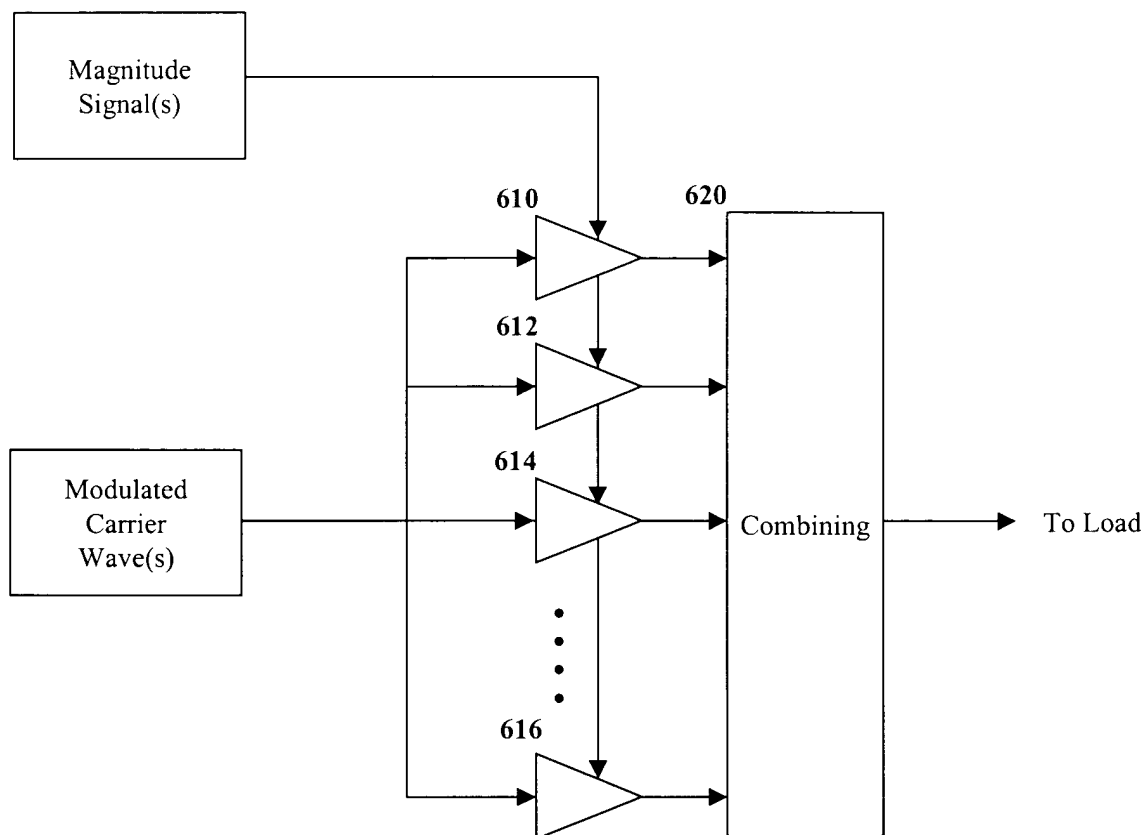 Magnitude
Signal(s)
610
620
612
614
Modulated
Carrier
Wave(s)
Combining
To Load
616